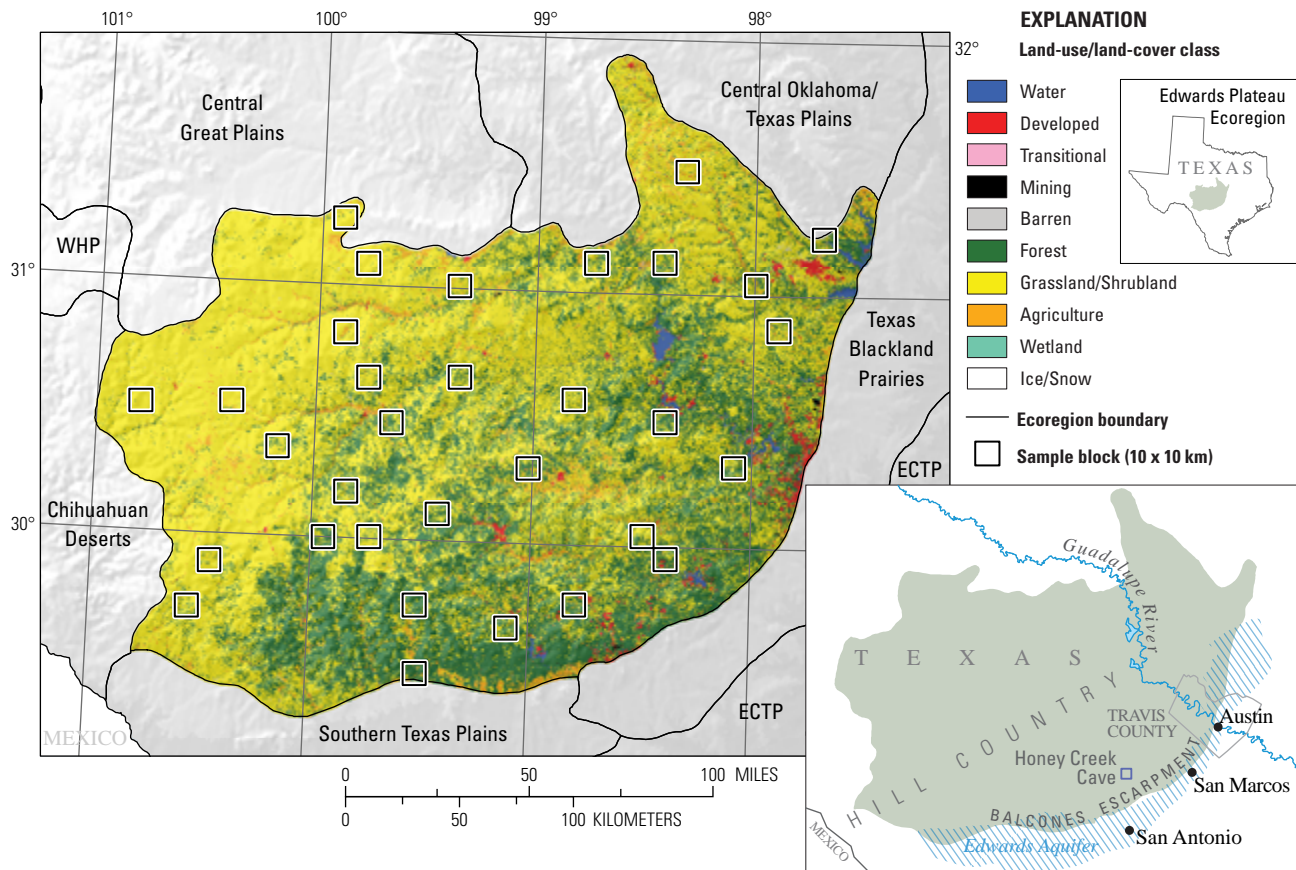 101°
100°
99°
98°
32°
31°
30°
Central
Great Plains
Central Oklahoma/
Texas Plains
WHP
Texas
Blackland
Prairies
ECTP
Chihuahuan
Deserts
ECTP
Southern Texas Plains
MEXICO
0 50 100 MILES
0 50 100 KILOMETERS
EXPLANATION
Land-use/land-cover class
Water
Developed
Transitional
Mining
Barren
Forest
Grassland/Shrubland
Agriculture
Wetland
Ice/Snow
Ecoregion boundary
Sample block (10 x 10 km)
Edwards Plateau
Ecoregion
TEXAS
Guadalupe River
TEXAS
HILL COUNTRY
TRAVIS
COUNTY
Austin
Honey Creek
Cave
BALCONES ESCARPMENT
San Marcos
San Antonio
Edwards Aquifer
MEXICO